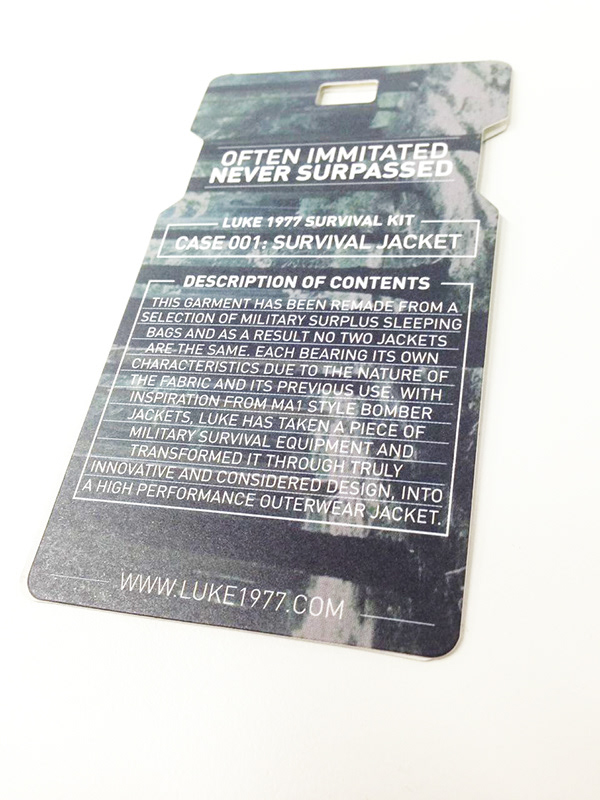 OFTEN IMMITATED
NEVER SURPASSED
LUKE 1977 SURVIVAL KIT
CASE 001: SURVIVAL JACKET
DESCRIPTION OF CONTENTS
THIS GARMENT HAS BEEN REMADE FROM A
SELECTION OF MILITARY SURPLUS SLEEPING
BAGS AND AS A RESULT NO TWO JACKETS
ARE THE SAME. EACH BEARING ITS OWN
CHARACTERISTICS DUE TO THE NATURE OF
THE FABRIC AND ITS PREVIOUS USE. WITH
INSPIRATION FROM MA1 STYLE BOMBER
JACKETS, LUKE HAS TAKEN A PIECE OF
MILITARY SURVIVAL EQUIPMENT AND
TRANSFORMED IT THROUGH TRULY
INNOVATIVE AND CONSIDERED DESIGN, INTO
A HIGH PERFORMANCE OUTERWEAR JACKET.
WWW.LUKE1977.COM